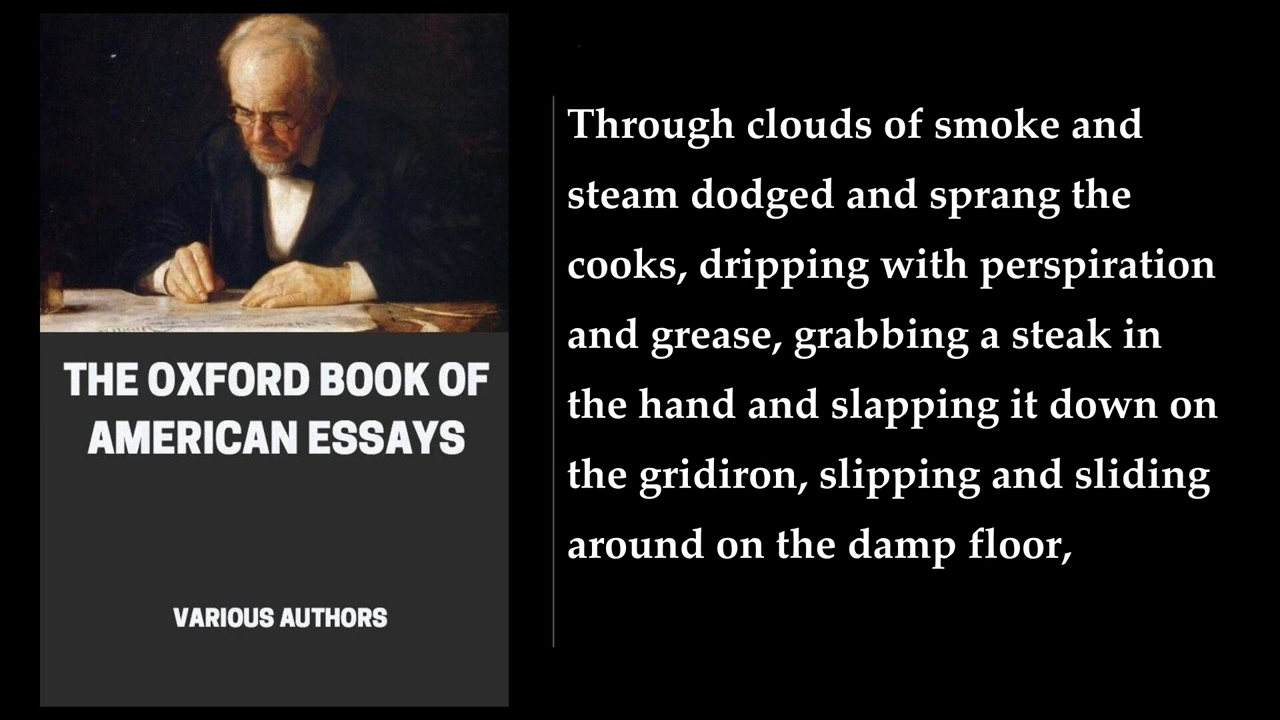 THE OXFORD BOOK OF
AMERICAN ESSAYS
VARIOUS AUTHORS
Through clouds of smoke and
steam dodged and sprang the
cooks, dripping with perspiration
and grease, grabbing a steak in
the hand and slapping it down on
the gridiron, slipping and sliding
around on the damp floor,